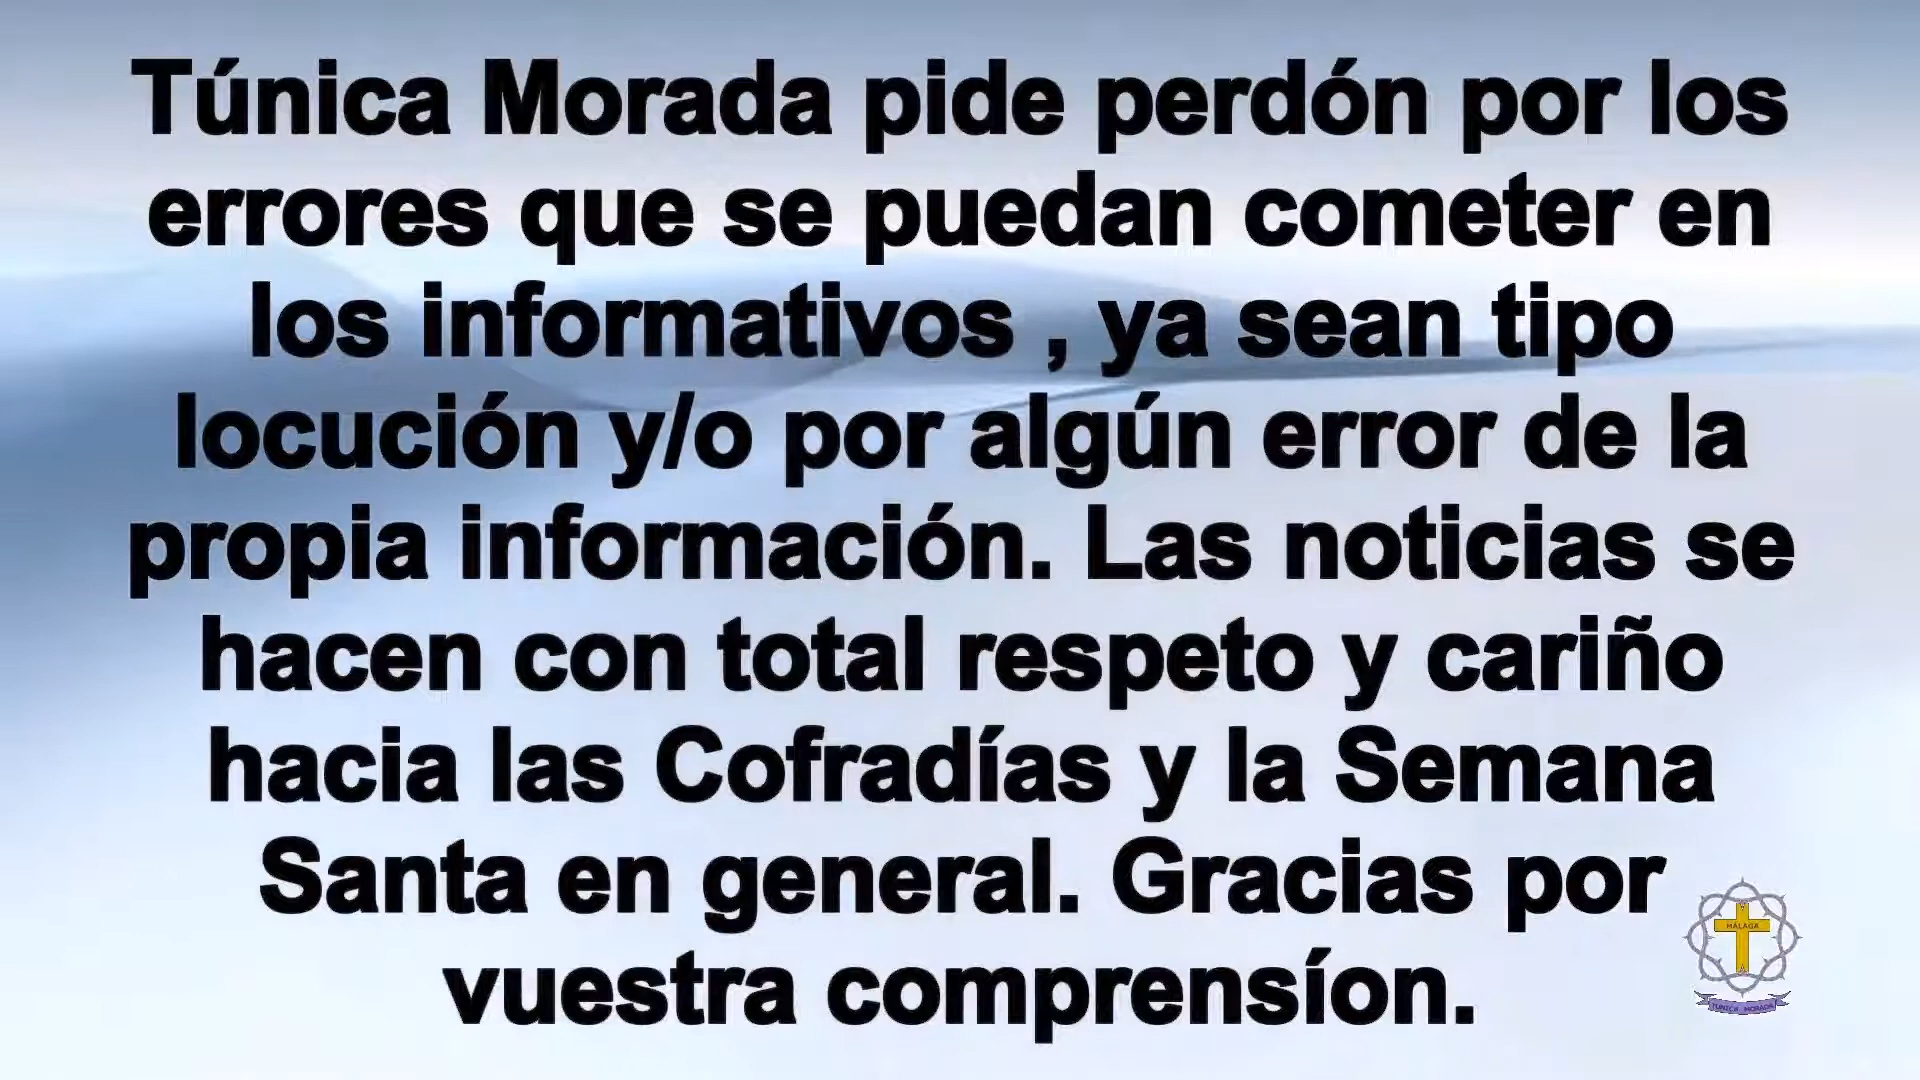 Túnica Morada pide perdón por los
errores que se puedan cometer en
los informativos , ya sean tipo
locución y/o por algún error de la
propia información. Las noticias se
hacen con total respeto y cariño
hacia las Cofradías y la Semana
Santa en general. Gracias por
vuestra comprensíon.
MÁLAGA
TÚNICA MORADA